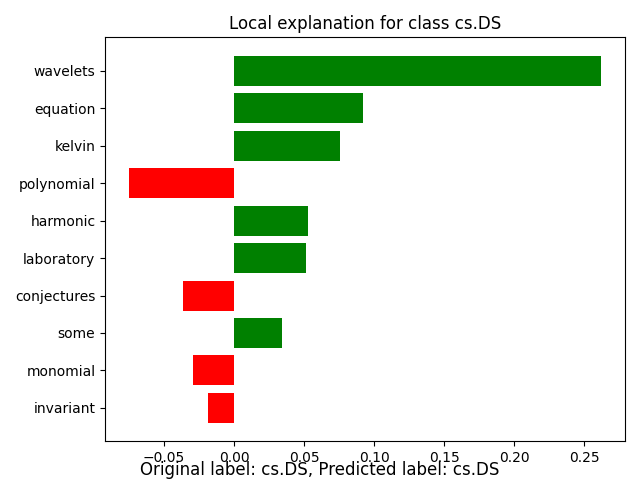 Local explanation for class cs.DS
wavelets
equation
kelvin
polynomial
harmonic
laboratory
conjectures
some
monomial
invariant
−0.05 0.00 0.05 0.10 0.15 0.20 0.25
Original label: cs.DS, Predicted label: cs.DS